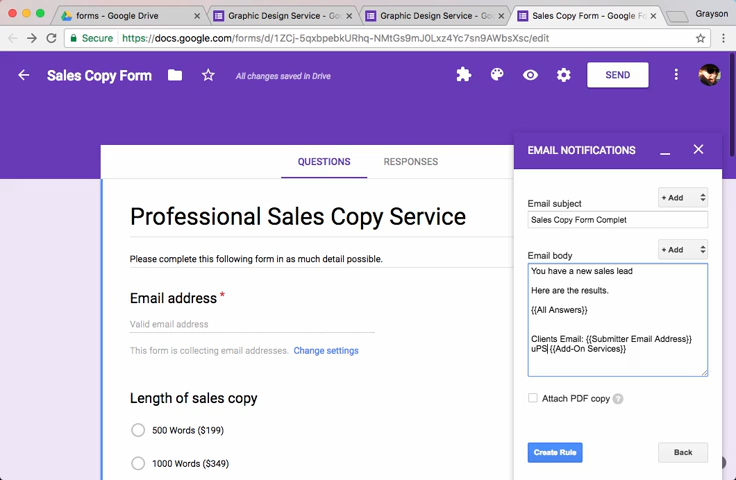 forms - Google Drive
Graphic Design Service - G
Graphic Design Service - G
Sales Copy Form - Google Fo
Grayson
Secure
https://docs.google.com/forms/d/1ZCj-5qxbpebkURhq-NMtGs9mJ0Lxz4Yc7sn9AWbsXsc/edit
Sales Copy Form
All changes saved in Drive
SEND
QUESTIONS
RESPONSES
Professional Sales Copy Service
Please complete this following form in as much detail possible.
Email address *
Valid email address
This form is collecting email addresses. Change settings
Length of sales copy
500 Words ($199)
1000 Words ($349)
EMAIL NOTIFICATIONS
Email subject
+ Add
Sales Copy Form Complet
Email body
+ Add
You have a new sales lead
Here are the results.
{{All Answers}}
Clients Email: {{Submitter Email Address}}
uPS {{Add-On Services}}
Attach PDF copy ?
Create Rule
Back